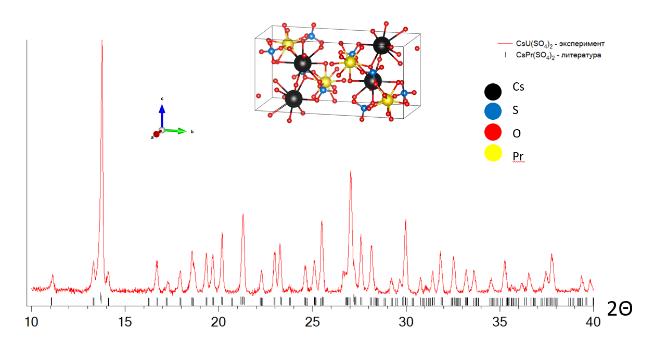 CsU(SO₄)₂ - эксперимент
CsPr(SO₄)₂ - литература
Cs
S
O
Pr
c
b
a
10
15
20
25
30
35
40
2Θ